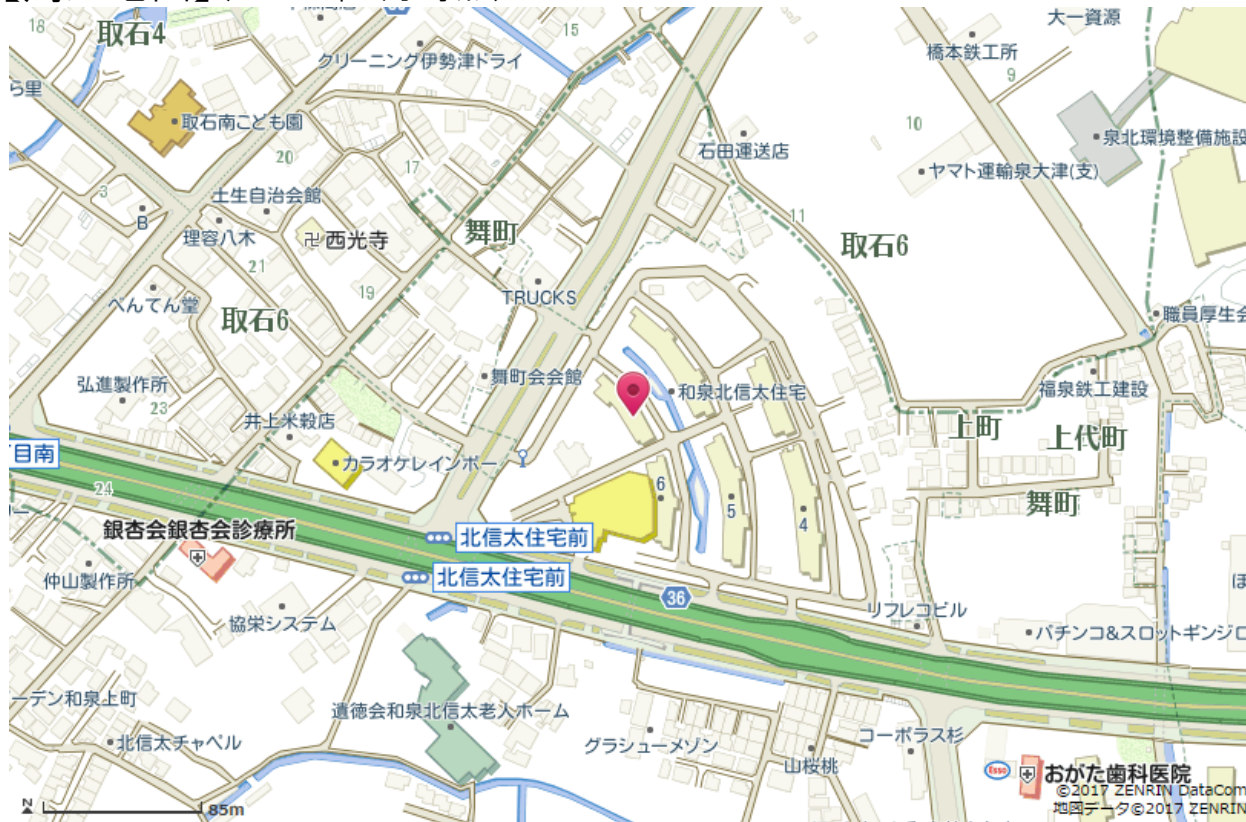 18
取石4
15
大一資源
クリーニング伊勢津ドライ
橋本鉄工所
9
ら里
取石南こども園
10
泉北環境整備施設
石田運送店
20
17
ヤマト運輸泉大津(支)
3
土生自治会館
B
11
理容八木
卍西光寺
舞町
取石6
21
19
TRUCKS
べんてん堂
取石6
職員厚生会
舞町会会館
弘進製作所
和泉北信太住宅
福泉鉄工建設
23
井上米穀店
上町
上代町
目南
カラオケレインボー
24
6
舞町
5
4
銀杏会銀杏会診療所
北信太住宅前
仲山製作所
北信太住宅前
36
リフレコビル
協栄システム
パチンコ&スロットギンジロ
ーデン和泉上町
遺徳会和泉北信太老人ホーム
北信太チャペル
グラシューメゾン
コーポラス杉
山桜桃
Esso
おがた歯科医院
©2017 ZENRIN DataCom
N
85m
地図データ©2017 ZENRIN